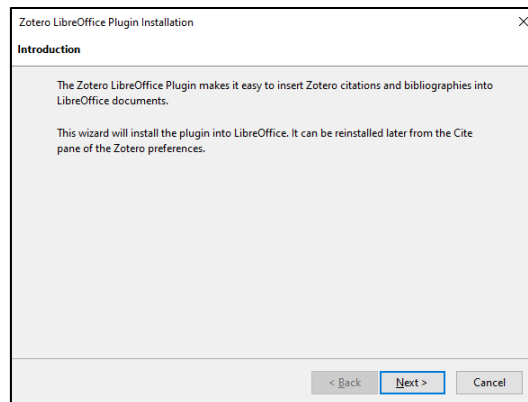 Zotero LibreOffice Plugin Installation
Introduction
The Zotero LibreOffice Plugin makes it easy to insert Zotero citations and bibliographies into
LibreOffice documents.
This wizard will install the plugin into LibreOffice. It can be reinstalled later from the Cite
pane of the Zotero preferences.
< Back Next > Cancel